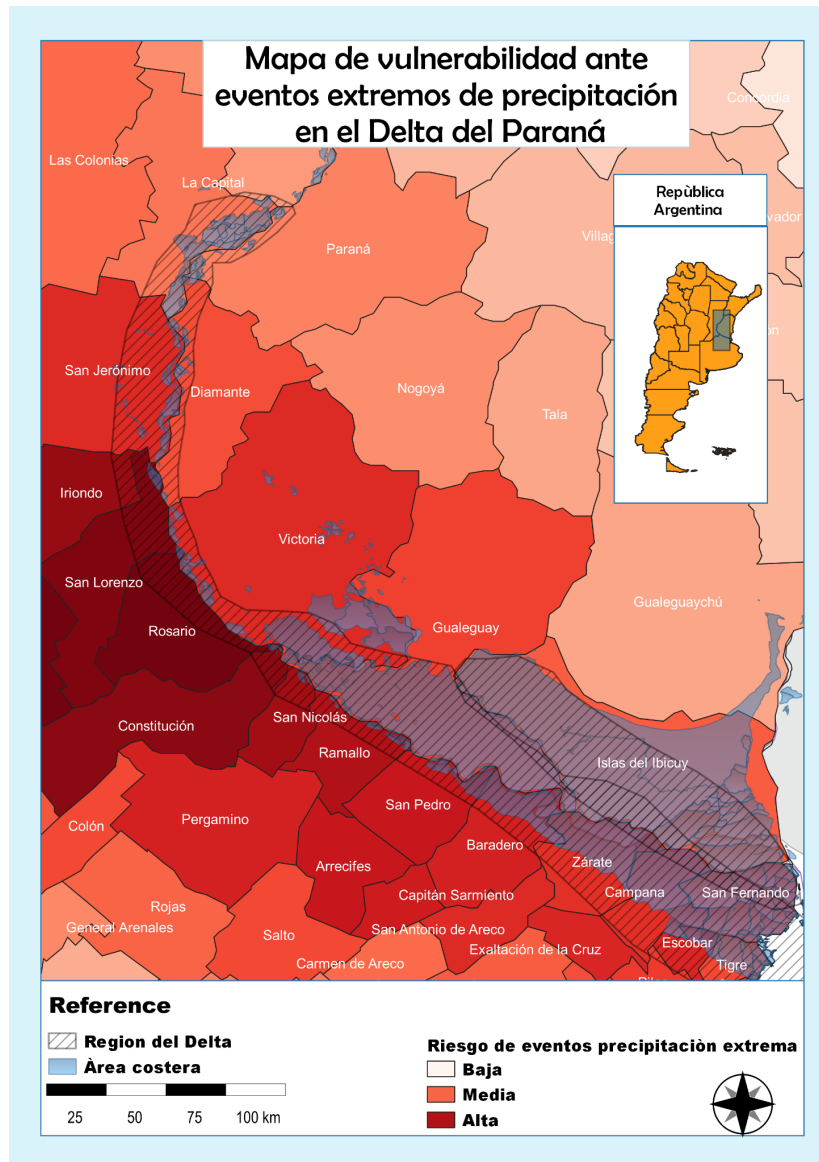 Mapa de vulnerabilidad ante
eventos extremos de precipitación
en el Delta del Paraná
Concordia
Las Colonias
La Capital
Repùblica
Argentina
vador
Villag
Paraná
on
San Jerónimo
Diamante
Nogoyá
Tala
Iriondo
Victoria
San Lorenzo
Gualeguaychú
Rosario
Gualeguay
San Nicolás
Constitución
Ramallo
Islas del Ibicuy
San Pedro
Pergamino
Colón
Baradero
Arrecifes
Zárate
Capitán Sarmiento
Campana
San Fernando
Rojas
General Arenales
San Antonio de Areco
Salto
Exaltación de la Cruz
Escobar
Carmen de Areco
Tigre
Reference
Region del Delta
Àrea costera
25 50 75 100 km
Riesgo de eventos precipitaciòn extrema
Baja
Media
Alta